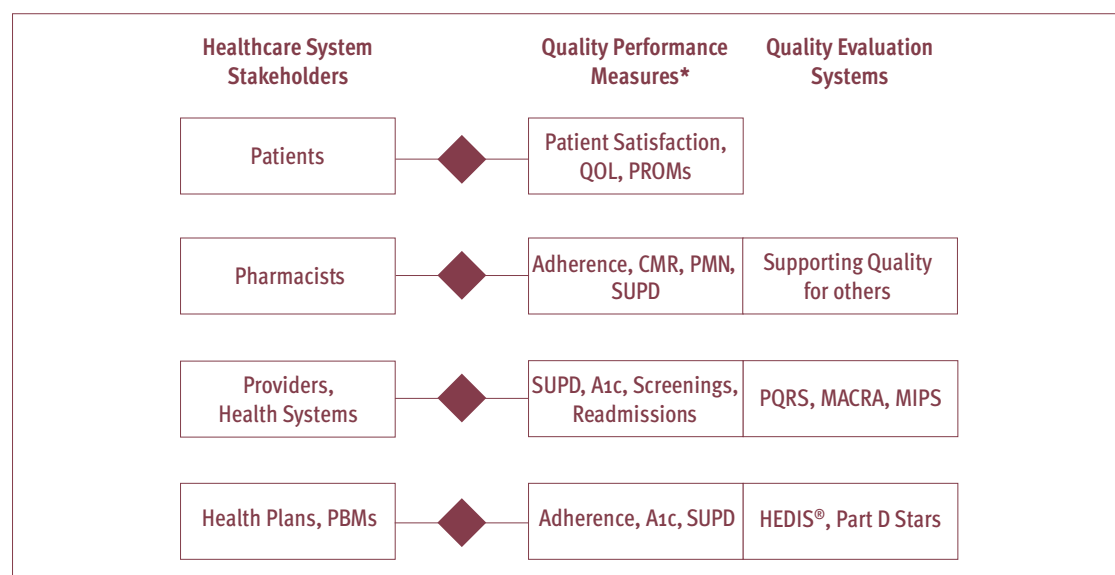 Healthcare System
Stakeholders
Quality Performance
Measures*
Quality Evaluation
Systems
Patients
Patient Satisfaction,
QOL, PROMs
Pharmacists
Adherence, CMR, PMN,
SUPD
Supporting Quality
for others
Providers,
Health Systems
SUPD, A1c, Screenings,
Readmissions
PQRS, MACRA, MIPS
Health Plans, PBMs
Adherence, A1c, SUPD
HEDIS®, Part D Stars